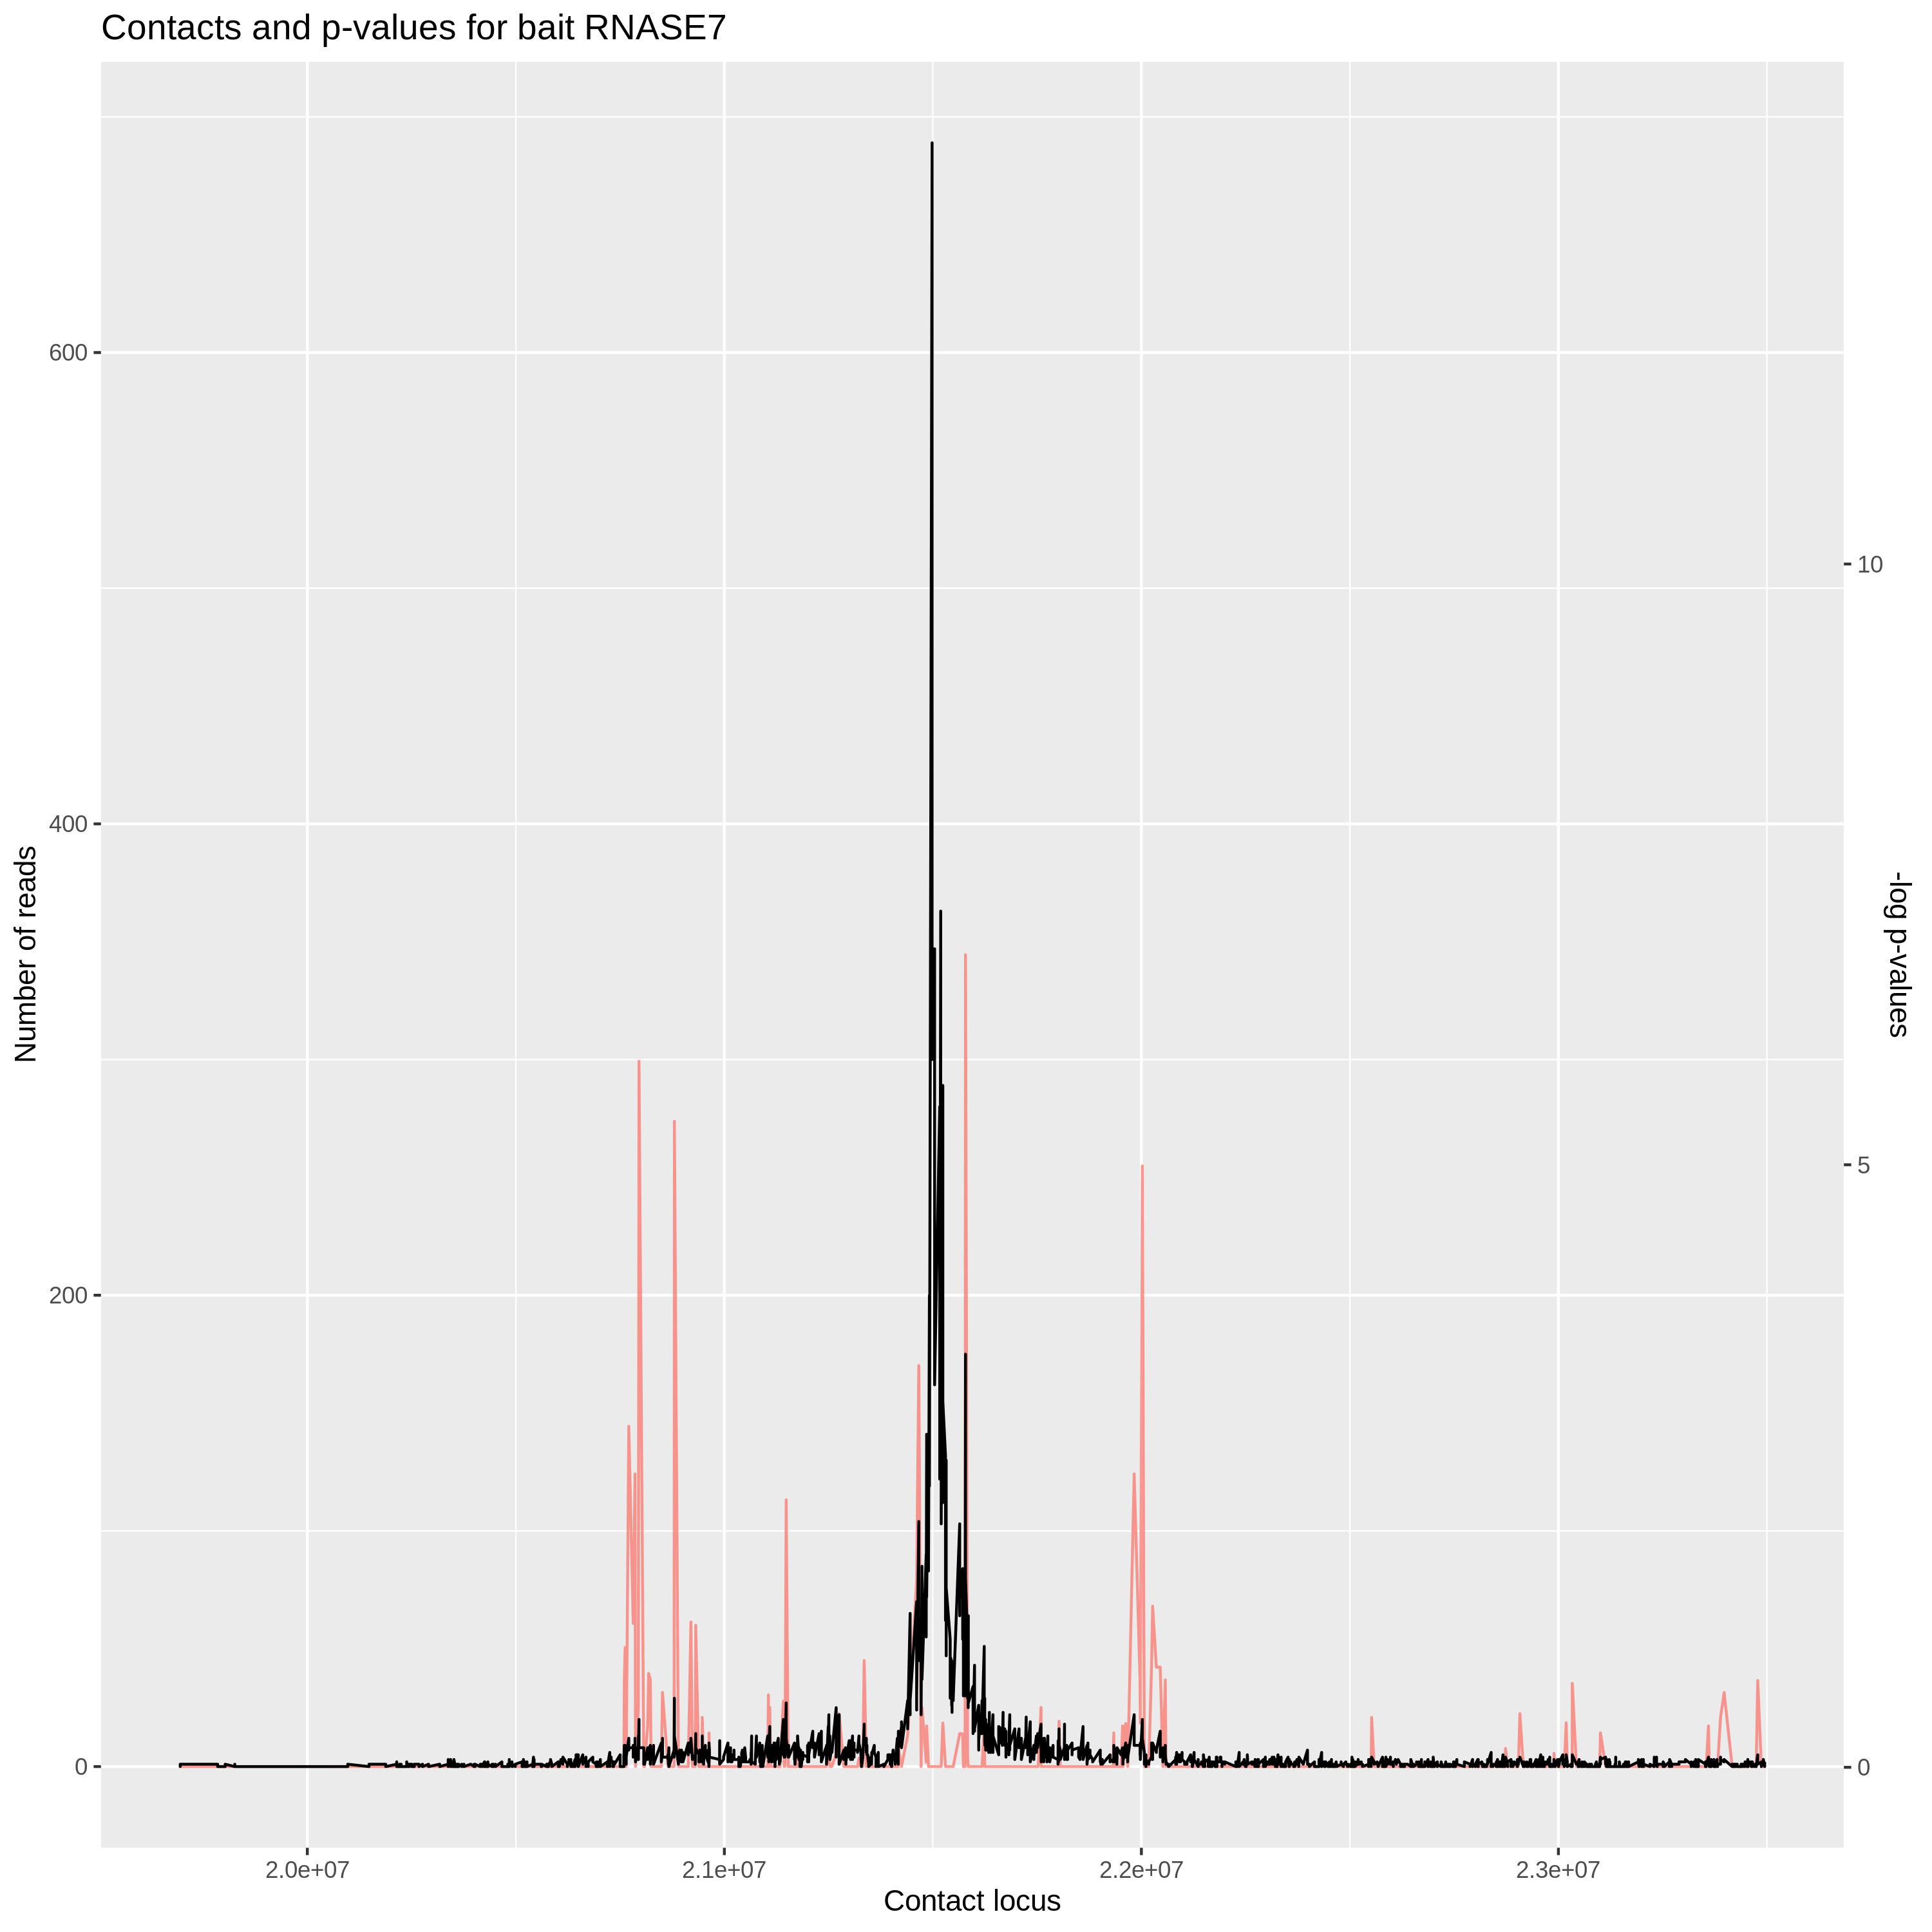 Contacts and p-values for bait RNASE7
600
400
200
0
Number of reads
10
5
0
-log p-values
2.0e+07
2.1e+07
2.2e+07
2.3e+07
Contact locus